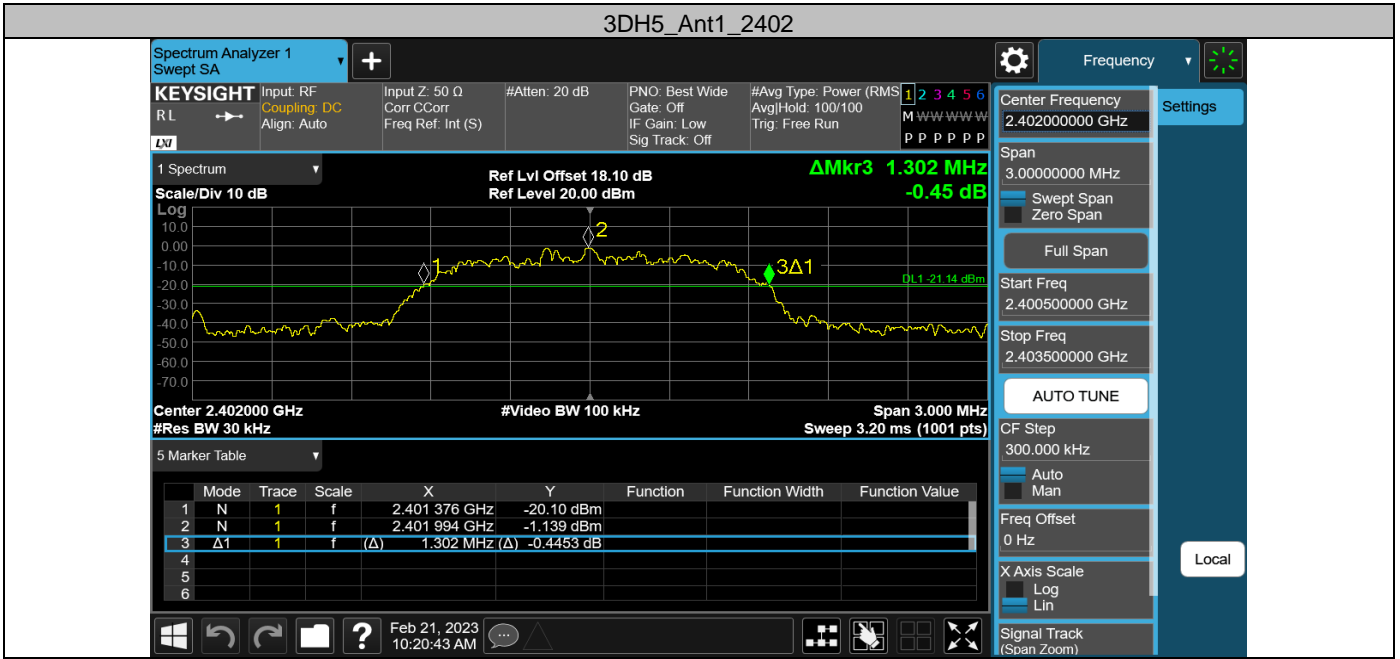 3DH5_Ant1_2402
Spectrum Analyzer 1
Swept SA
Frequency
KEYSIGHT
R L
LXI
Input: RF
Coupling: DC
Align: Auto
Input Z: 50 Ω
Corr CCorr
Freq Ref: Int (S)
#Atten: 20 dB
PNO: Best Wide
Gate: Off
IF Gain: Low
Sig Track: Off
#Avg Type: Power (RMS
Avg|Hold: 100/100
Trig: Free Run
1 2 3 4 5 6
M W W W W W
P P P P P P
1 Spectrum
Scale/Div 10 dB
Ref Lvl Offset 18.10 dB
Ref Level 20.00 dBm
ΔMkr3 1.302 MHz
-0.45 dB
Log
10.0
0.00
-10.0
-20.0
-30.0
-40.0
-50.0
-60.0
-70.0
1
2
3Δ1
DL1 -21.14 dBm
Center 2.402000 GHz
#Video BW 100 kHz
Span 3.000 MHz
#Res BW 30 kHz
Sweep 3.20 ms (1001 pts)
5 Marker Table
Mode Trace Scale X Y Function Function Width Function Value
1 N 1 f 2.401 376 GHz -20.10 dBm
2 N 1 f 2.401 994 GHz -1.139 dBm
3 Δ1 1 f (Δ) 1.302 MHz (Δ) -0.4453 dB
4
5
6
Feb 21, 2023
10:20:43 AM
Center Frequency
2.402000000 GHz
Span
3.00000000 MHz
Swept Span
Zero Span
Full Span
Start Freq
2.400500000 GHz
Stop Freq
2.403500000 GHz
AUTO TUNE
CF Step
300.000 kHz
Auto
Man
Freq Offset
0 Hz
X Axis Scale
Log
Lin
Signal Track
(Span Zoom)
Settings
Local